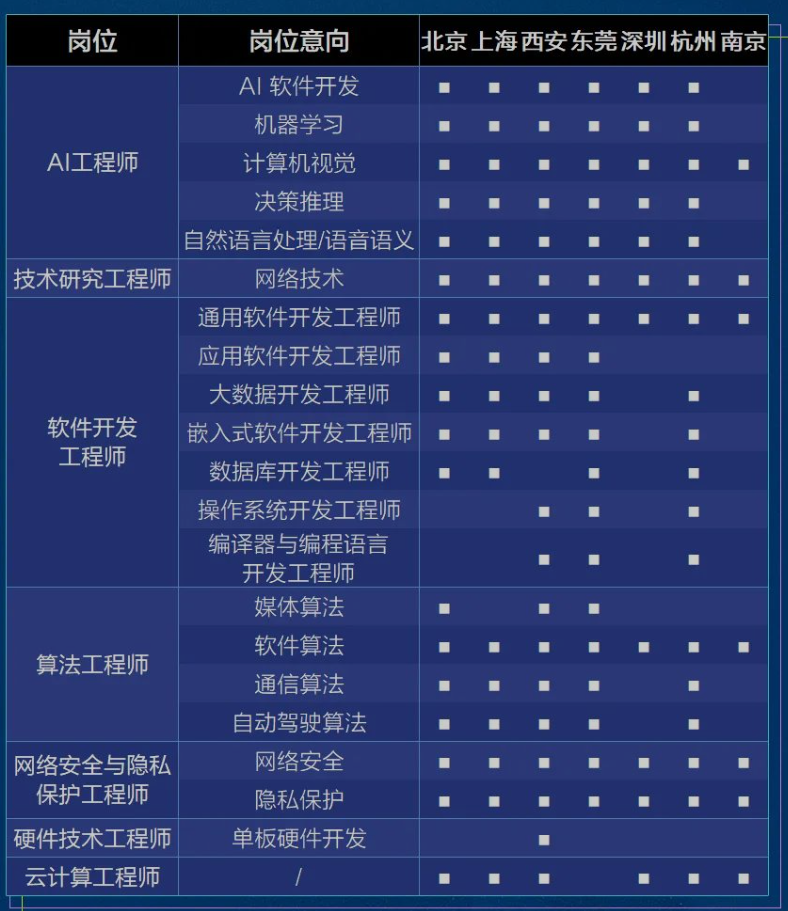 岗位 岗位意向 北京 上海 西安 东莞 深圳 杭州 南京
AI工程师
AI 软件开发 ■ ■ ■ ■ ■ ■
机器学习 ■ ■ ■ ■ ■ ■
计算机视觉 ■ ■ ■ ■ ■ ■ ■
决策推理 ■ ■ ■ ■ ■ ■
自然语言处理/语音语义 ■ ■ ■ ■ ■ ■
技术研究工程师 网络技术 ■ ■ ■ ■ ■ ■ ■
软件开发
工程师
通用软件开发工程师 ■ ■ ■ ■ ■ ■ ■
应用软件开发工程师 ■ ■ ■ ■
大数据开发工程师 ■ ■ ■ ■ ■
嵌入式软件开发工程师 ■ ■ ■ ■ ■
数据库开发工程师 ■ ■ ■ ■
操作系统开发工程师 ■ ■ ■
编译器与编程语言
开发工程师 ■ ■ ■
算法工程师
媒体算法 ■ ■ ■
软件算法 ■ ■ ■ ■ ■ ■ ■
通信算法 ■ ■ ■ ■ ■
自动驾驶算法 ■ ■ ■ ■ ■
网络安全与隐私
保护工程师
网络安全 ■ ■ ■ ■ ■ ■ ■
隐私保护 ■ ■ ■ ■ ■ ■ ■
硬件技术工程师 单板硬件开发 ■
云计算工程师 / ■ ■ ■ ■ ■ ■